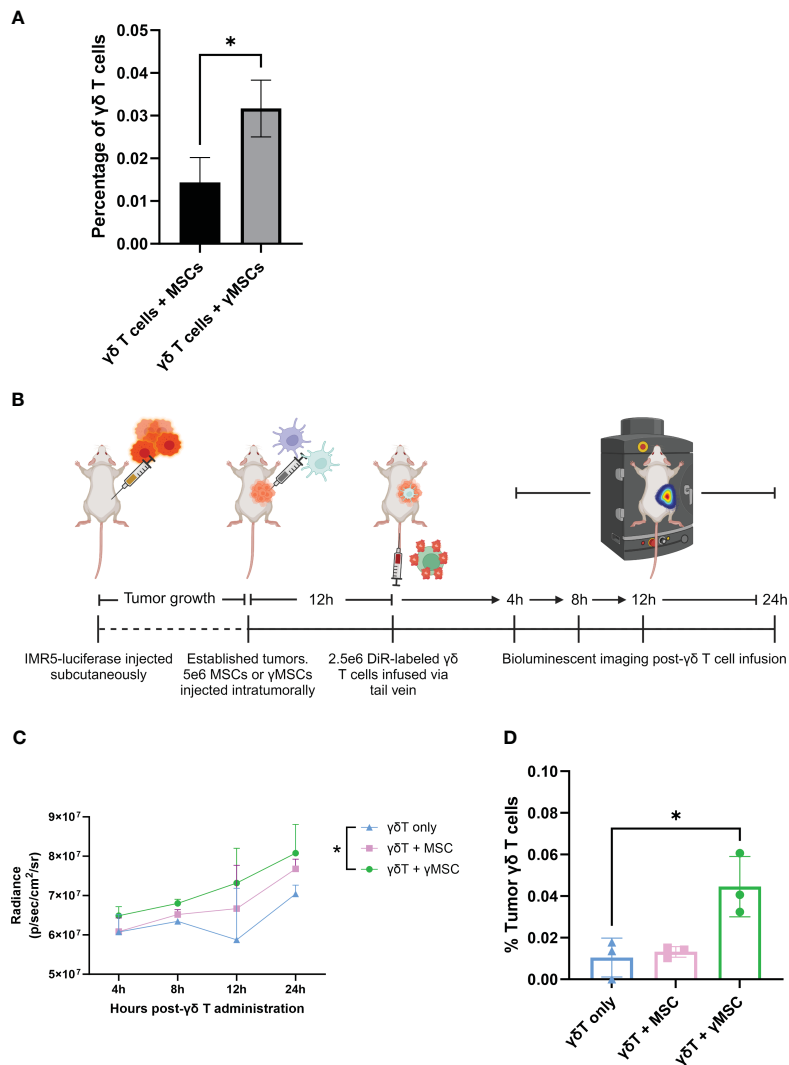 A
Percentage of γδ T cells
0.05
0.04
0.03
0.02
0.01
0.00
*
γδ T cells + MSCs
γδ T cells + γMSCs
B
Tumor growth
12h
4h
8h
12h
24h
IMR5-luciferase injected
subcutaneously
Established tumors.
5e6 MSCs or γMSCs
injected intratumorally
2.5e6 DiR-labeled γδ
T cells infused via
tail vein
Bioluminescent imaging post-γδ T cell infusion
C
Radiance
(p/sec/cm²/sr)
9×10⁷
8×10⁷
7×10⁷
6×10⁷
5×10⁷
4h
8h
12h
24h
Hours post-γδ T administration
*
γδT only
γδT + MSC
γδT + γMSC
D
% Tumor γδ T cells
0.10
0.08
0.06
0.04
0.02
0.00
*
γδT only
γδT + MSC
γδT + γMSC